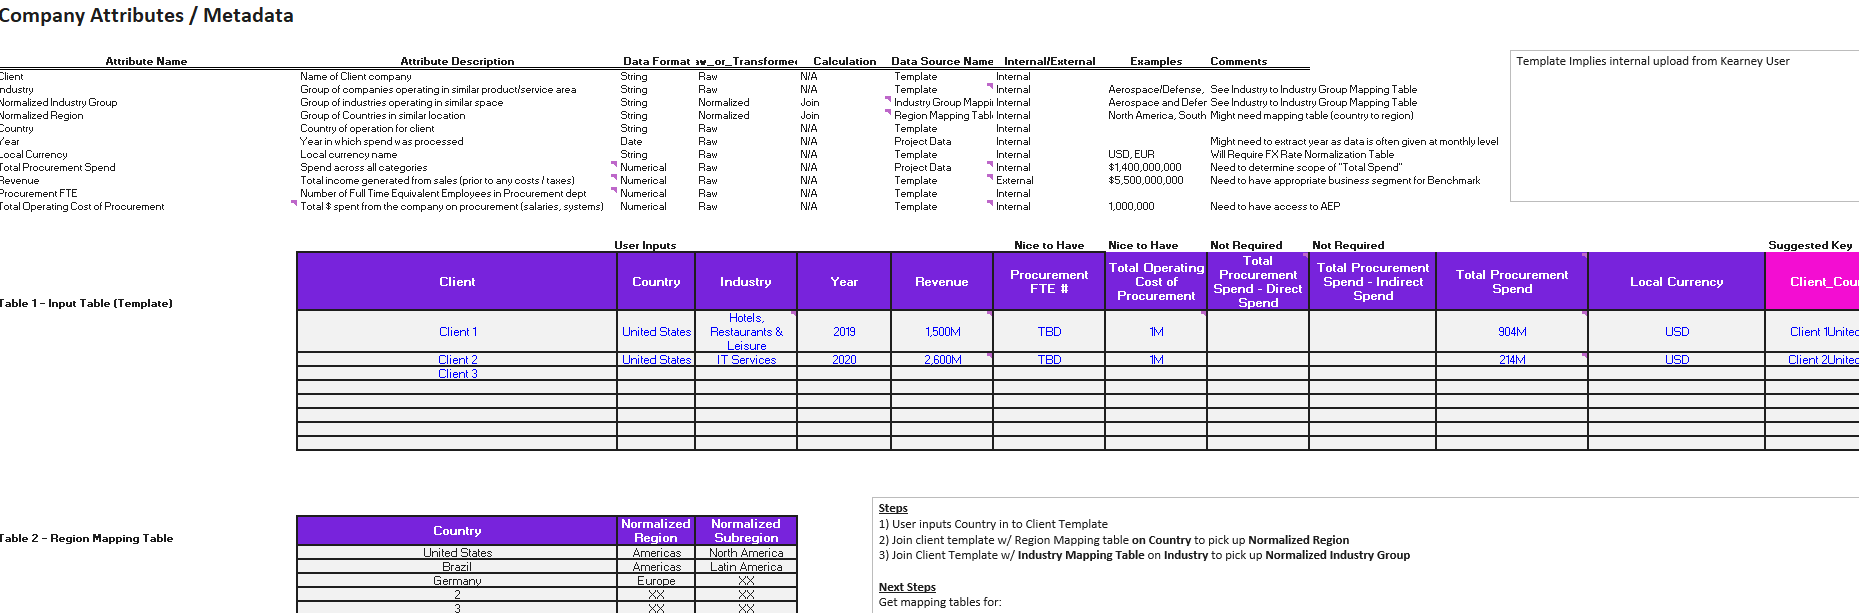 Company Attributes / Metadata
Attribute Name Attribute Description Data Format aw_or_Transformed Calculation Data Source Name Internal/External Examples Comments
Client Name of Client company String Raw N/A Template Internal
ndustry Group of companies operating in similar product/service area String Raw N/A Template Internal Aerospace/Defense, See Industry to Industry Group Mapping Table
Normalized Industry Group Group of industries operating in similar space String Normalized Join Industry Group Mappi Internal Aerospace and Defer See Industry to Industry Group Mapping Table
Normalized Region Group of Countries in similar location String Normalized Join Region Mapping Tabl Internal North America, South Might need mapping table (country to region)
Country Country of operation for client String Raw N/A Template Internal
Year Year in which spend was processed Date Raw N/A Project Data Internal Might need to extract year as data is often given at monthly level
Local Currency Local currency name String Raw N/A Template Internal USD, EUR Will Require FX Rate Normalization Table
Total Procurement Spend Spend across all categories Numerical Raw N/A Project Data Internal $1,400,000,000 Need to determine scope of "Total Spend"
Revenue Total income generated from sales (prior to any costs / taxes) Numerical Raw N/A Template External $5,500,000,000 Need to have appropriate business segment for Benchmark
Procurement FTE Number of Full Time Equivalent Employees in Procurement dept Numerical Raw N/A Template Internal
Total Operating Cost of Procurement Total $ spent from the company on procurement (salaries, systems) Numerical Raw N/A Template Internal 1,000,000 Need to have access to AEP
Template Implies internal upload from Kearney User
User Inputs Nice to Have Nice to Have Not Required Not Required Suggested Key
Table 1 - Input Table (Template)
Client Country Industry Year Revenue Procurement FTE # Total Operating Cost of Procurement Total Procurement Spend - Direct Spend Total Procurement Spend - Indirect Spend Total Procurement Spend Local Currency Client_Cou
Client 1 United States Hotels, Restaurants & Leisure 2019 1,500M TBD 1M 904M USD Client 1United
Client 2 United States IT Services 2020 2,600M TBD 1M 214M USD Client 2United
Client 3
Table 2 - Region Mapping Table
Country Normalized Region Normalized Subregion
United States Americas North America
Brazil Americas Latin America
Germany Europe XX
2 XX XX
3 XX XX
Steps
1) User inputs Country in to Client Template
2) Join client template w/ Region Mapping table on Country to pick up Normalized Region
3) Join Client Template w/ Industry Mapping Table on Industry to pick up Normalized Industry Group
Next Steps
Get mapping tables for: